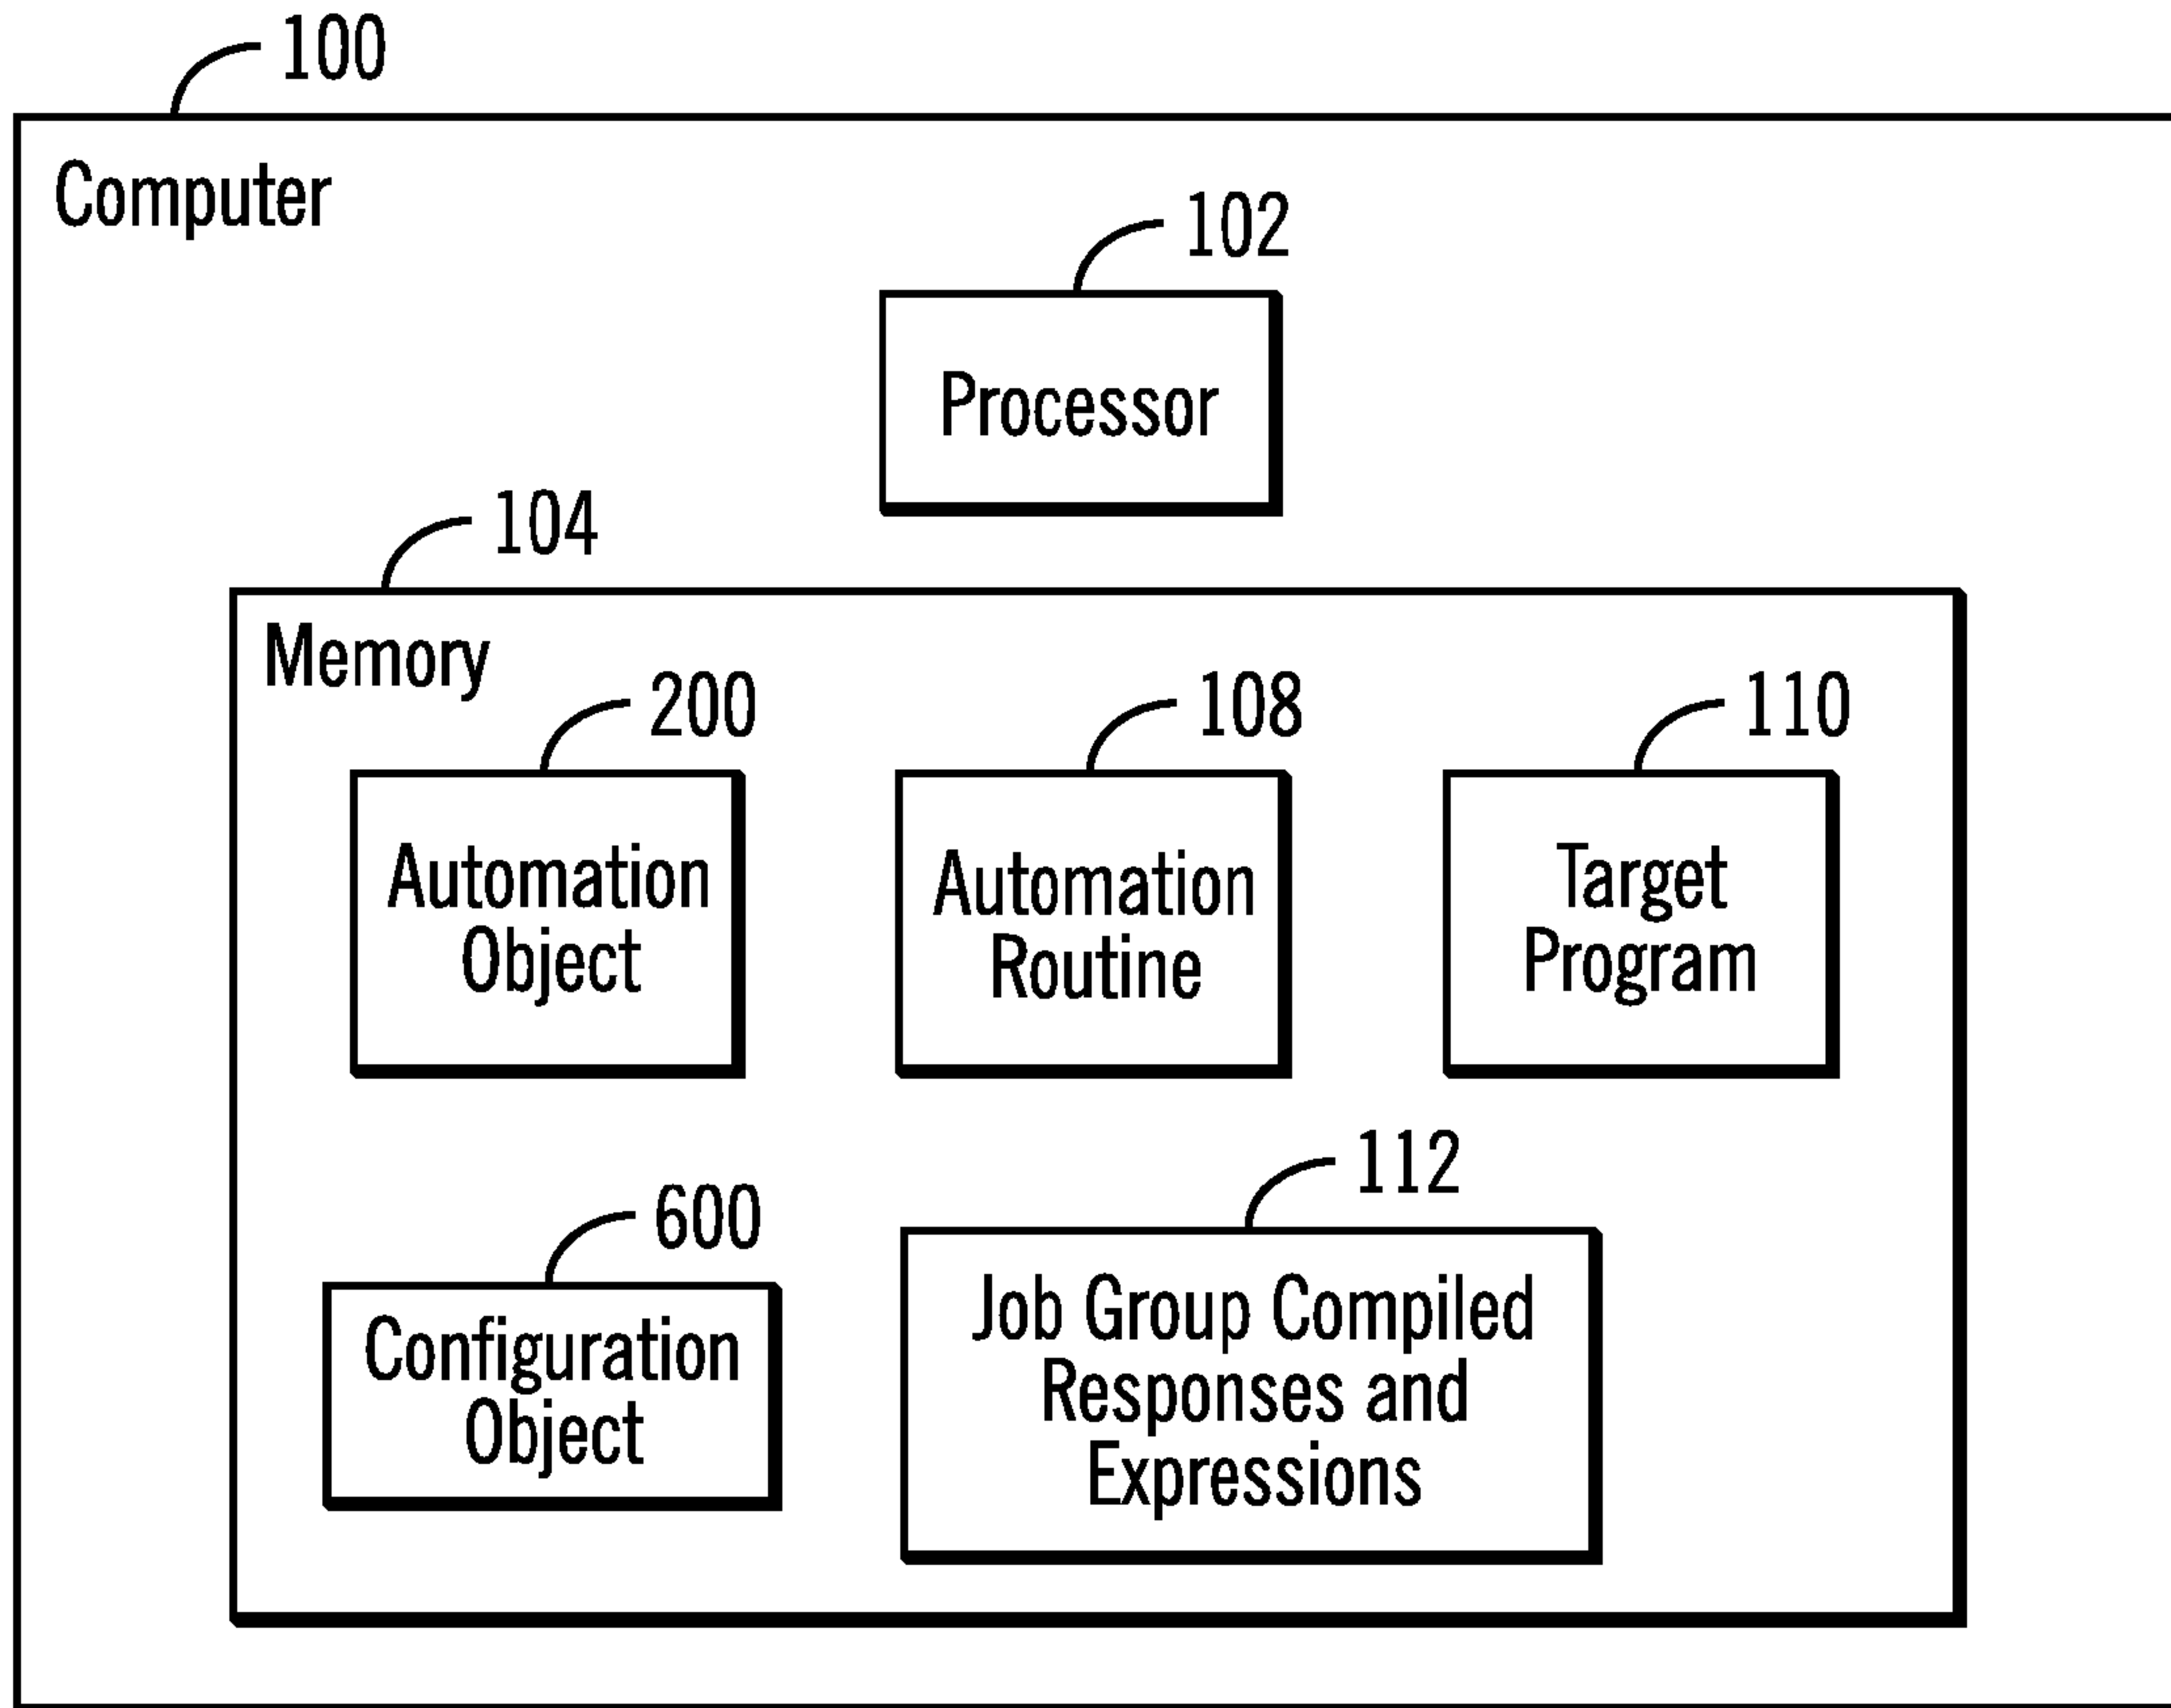 100
Computer
102
Processor
104
Memory
200
108
110
Automation
Object
Automation
Routine
Target
Program
600
112
Configuration
Object
Job Group Compiled
Responses and
Expressions